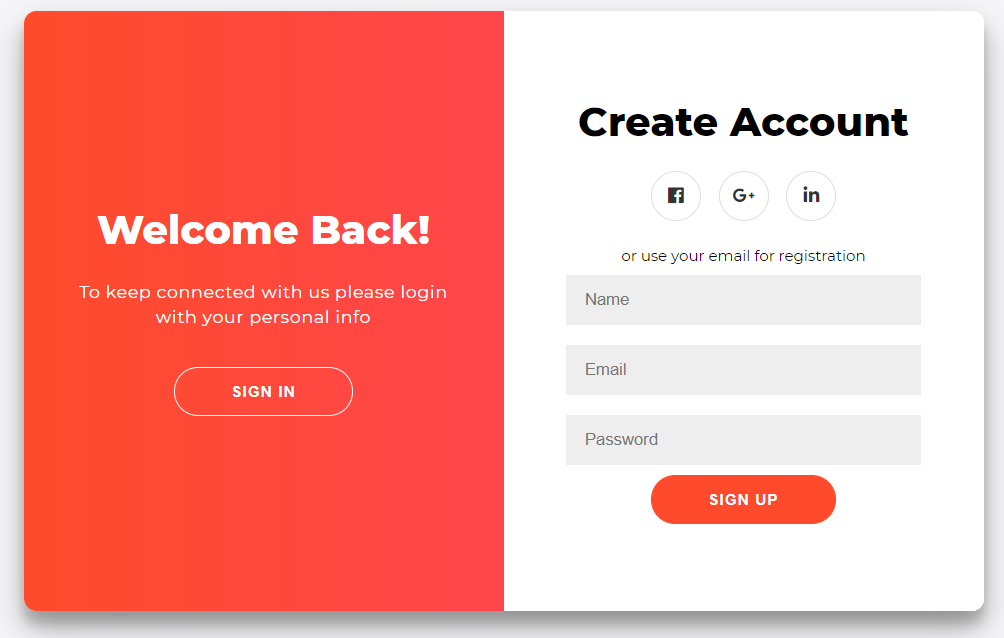 Welcome Back!
To keep connected with us please login
with your personal info
SIGN IN
Create Account
G+
in
or use your email for registration
Name
Email
Password
SIGN UP